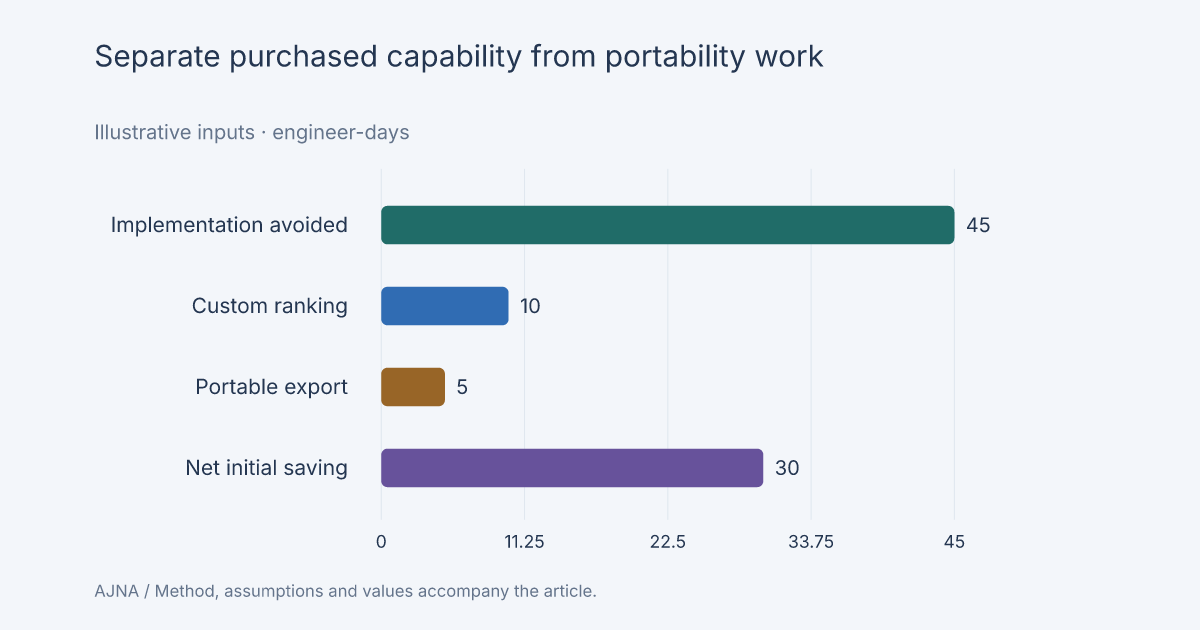 Separate purchased capability from portability work
Illustrative inputs · engineer-days
Implementation avoided 45
Custom ranking 10
Portable export 5
Net initial saving 30
0 11.25 22.5 33.75 45
AJNA / Method, assumptions and values accompany the article.